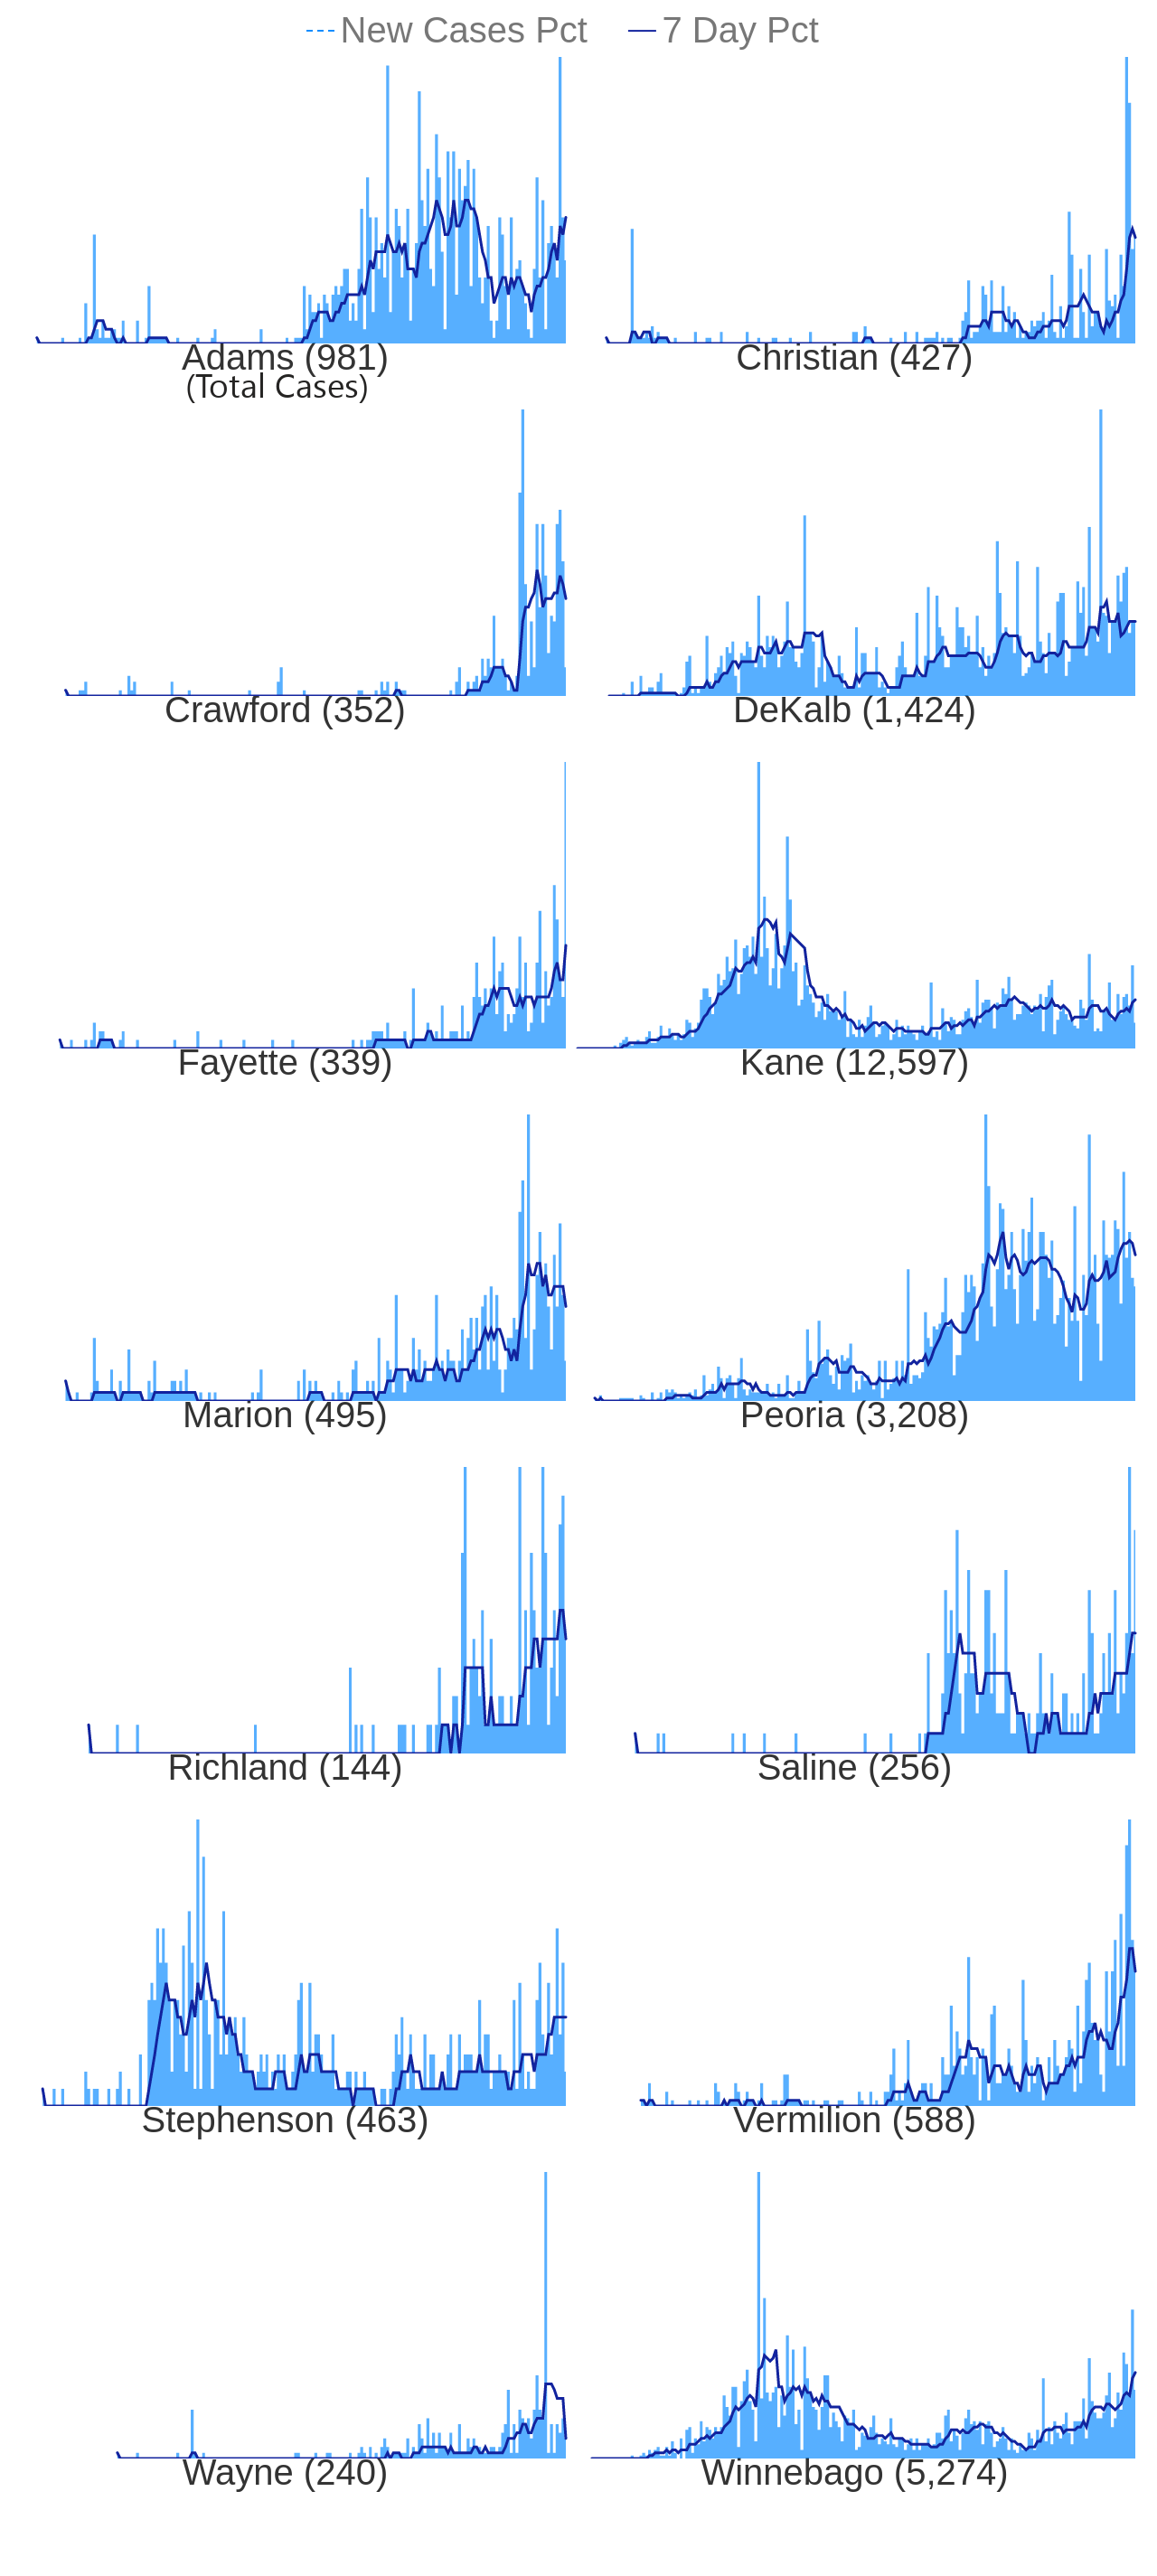 New Cases Pct 7 Day Pct
Adams (981) Christian (427)
(Total Cases)
Crawford (352) DeKalb (1,424)
Fayette (339) Kane (12,597)
Marion (495) Peoria (3,208)
Richland (144) Saline (256)
Stephenson (463) Vermilion (588)
Wayne (240) Winnebago (5,274)